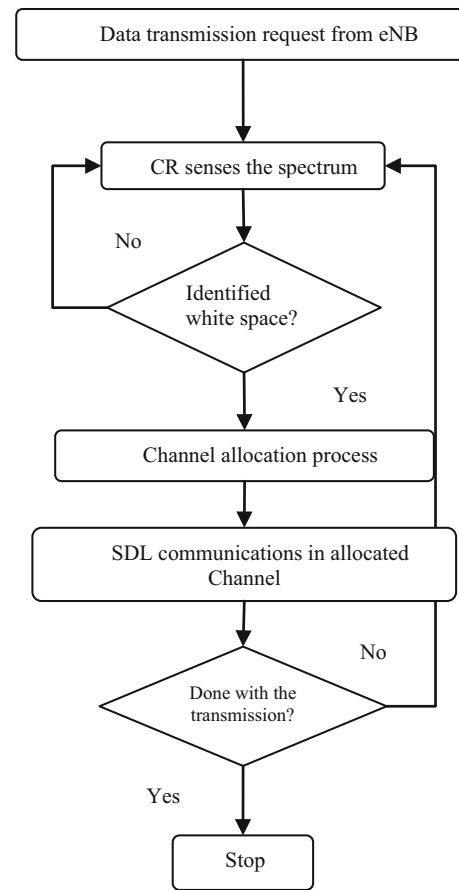 Data transmission request from eNB
CR senses the spectrum
No
Identified
white space?
Yes
Channel allocation process
SDL communications in allocated
Channel
No
Done with the
transmission?
Yes
Stop